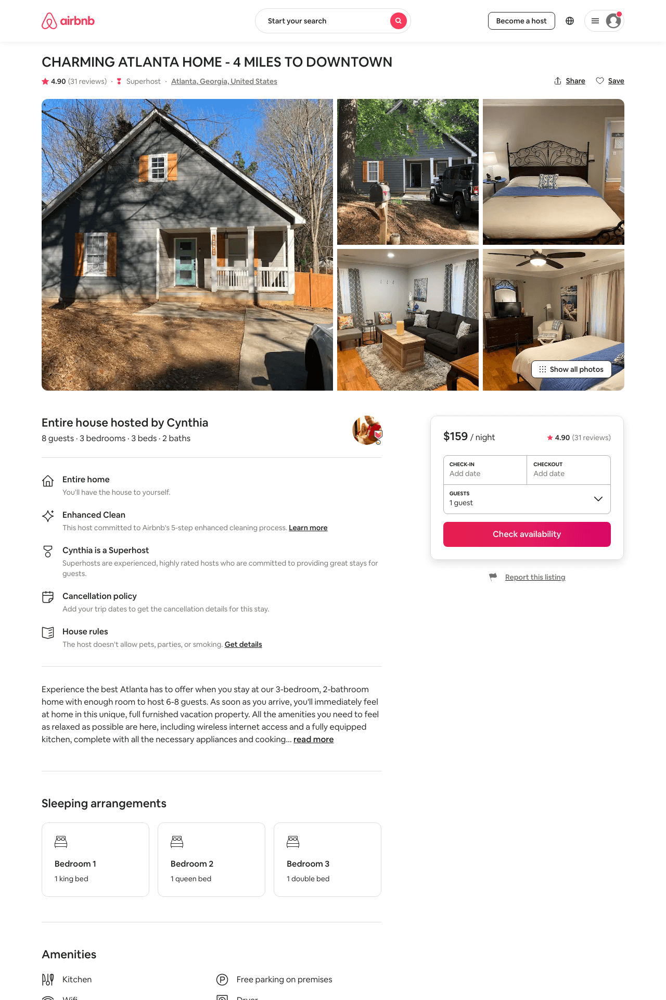 airbnb
Start your search
Become a host
CHARMING ATLANTA HOME - 4 MILES TO DOWNTOWN
4.90 (31 reviews) · Superhost · Atlanta, Georgia, United States
Share
Save
1271
Show all photos
Entire house hosted by Cynthia
8 guests · 3 bedrooms · 3 beds · 2 baths
$159 / night
4.90 (31 reviews)
CHECK-IN
Add date
CHECKOUT
Add date
GUESTS
1 guest
Check availability
Report this listing
Entire home
You’ll have the house to yourself.
Enhanced Clean
This host committed to Airbnb's 5-step enhanced cleaning process. Learn more
Cynthia is a Superhost
Superhosts are experienced, highly rated hosts who are committed to providing great stays for
guests.
Cancellation policy
Add your trip dates to get the cancellation details for this stay.
House rules
The host doesn’t allow pets, parties, or smoking. Get details
Experience the best Atlanta has to offer when you stay at our 3-bedroom, 2-bathroom
home with enough room to host 6-8 guests. As soon as you arrive, you'll immediately feel
at home in this unique, full furnished vacation property. All the amenities you need to feel
as relaxed as possible are here, including wireless internet access and a fully equipped
kitchen, complete with all the necessary appliances and cooking... read more
Sleeping arrangements
Bedroom 1
1 king bed
Bedroom 2
1 queen bed
Bedroom 3
1 double bed
Amenities
Kitchen
Free parking on premises
Wifi
Dryer